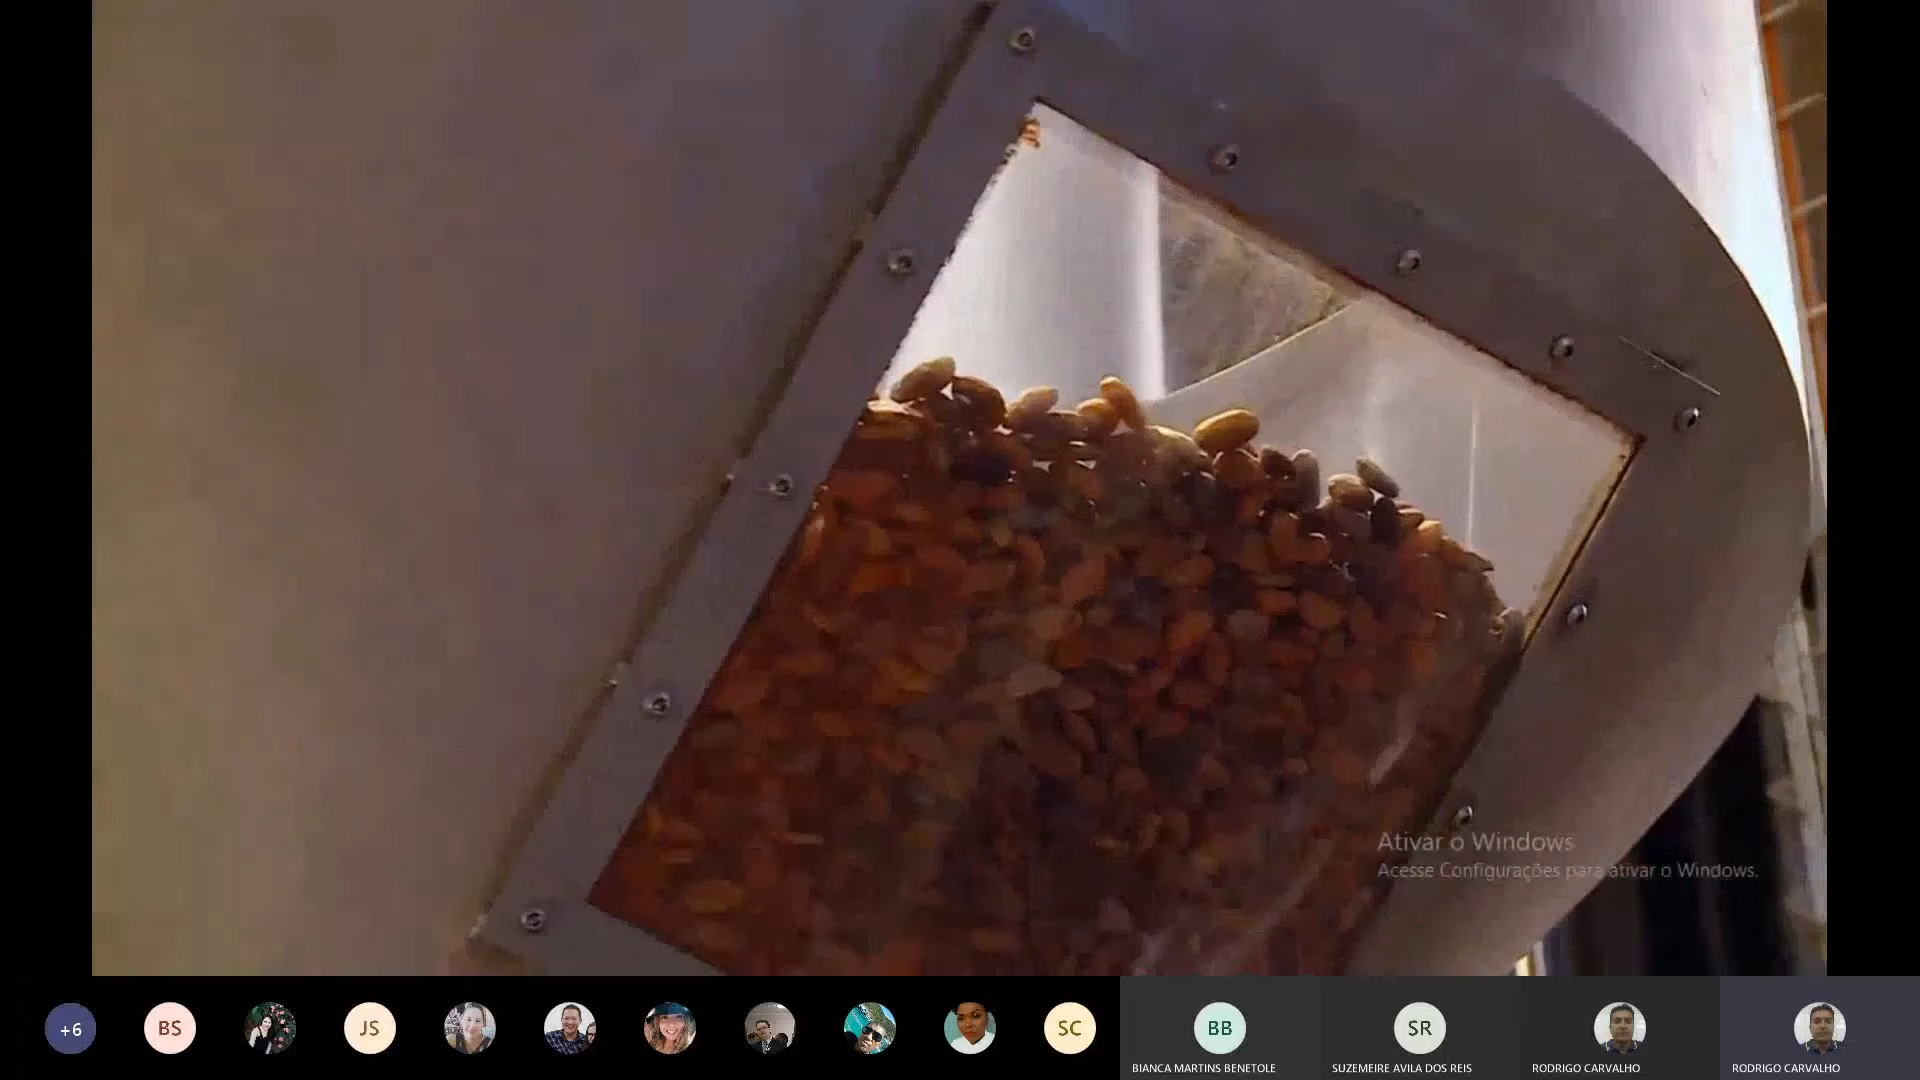 Ativar o Windows
Acesse Configurações para ativar o Windows.
+6
BS
JS
SC
BB
SR
BIANCA MARTINS BENETOLE
SUZEMEIRE AVILA DOS REIS
RODRIGO CARVALHO
RODRIGO CARVALHO